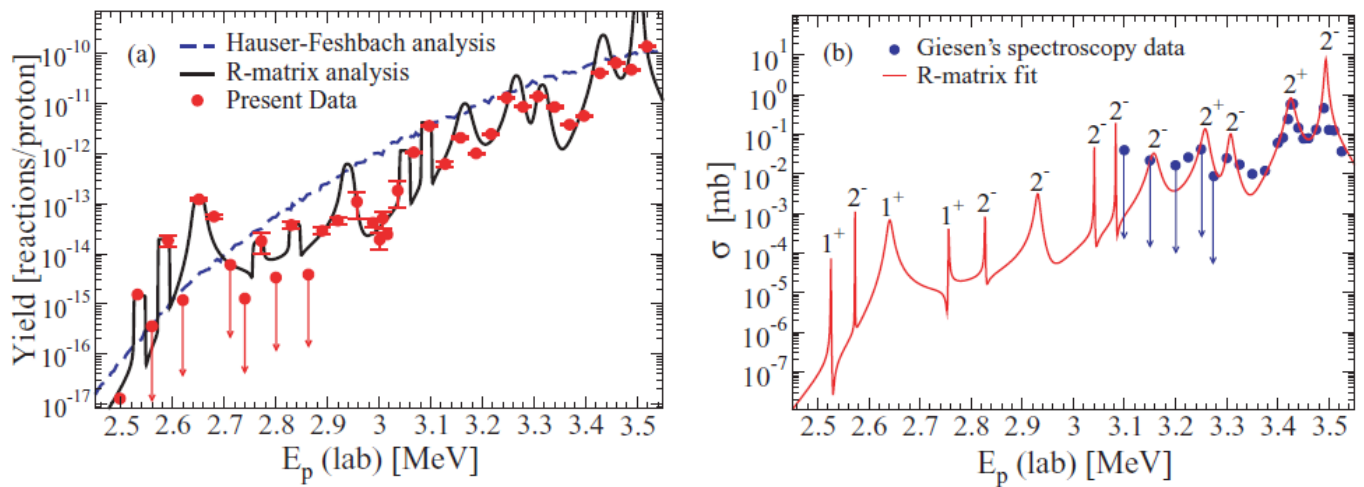 (a)
Hauser-Feshbach analysis
R-matrix analysis
Present Data
Yield [reactions/proton]
10^-10
10^-11
10^-12
10^-13
10^-14
10^-15
10^-16
10^-17
2.5 2.6 2.7 2.8 2.9 3 3.1 3.2 3.3 3.4 3.5
E_p (lab) [MeV]
(b)
Giesen's spectroscopy data
R-matrix fit
σ [mb]
10^1
10^0
10^-1
10^-2
10^-3
10^-4
10^-5
10^-6
10^-7
1+ 2- 1+ 1+ 2- 2- 2- 2- 2- 2+ 2- 2+ 2-
2.5 2.6 2.7 2.8 2.9 3 3.1 3.2 3.3 3.4 3.5
E_p (lab) [MeV]